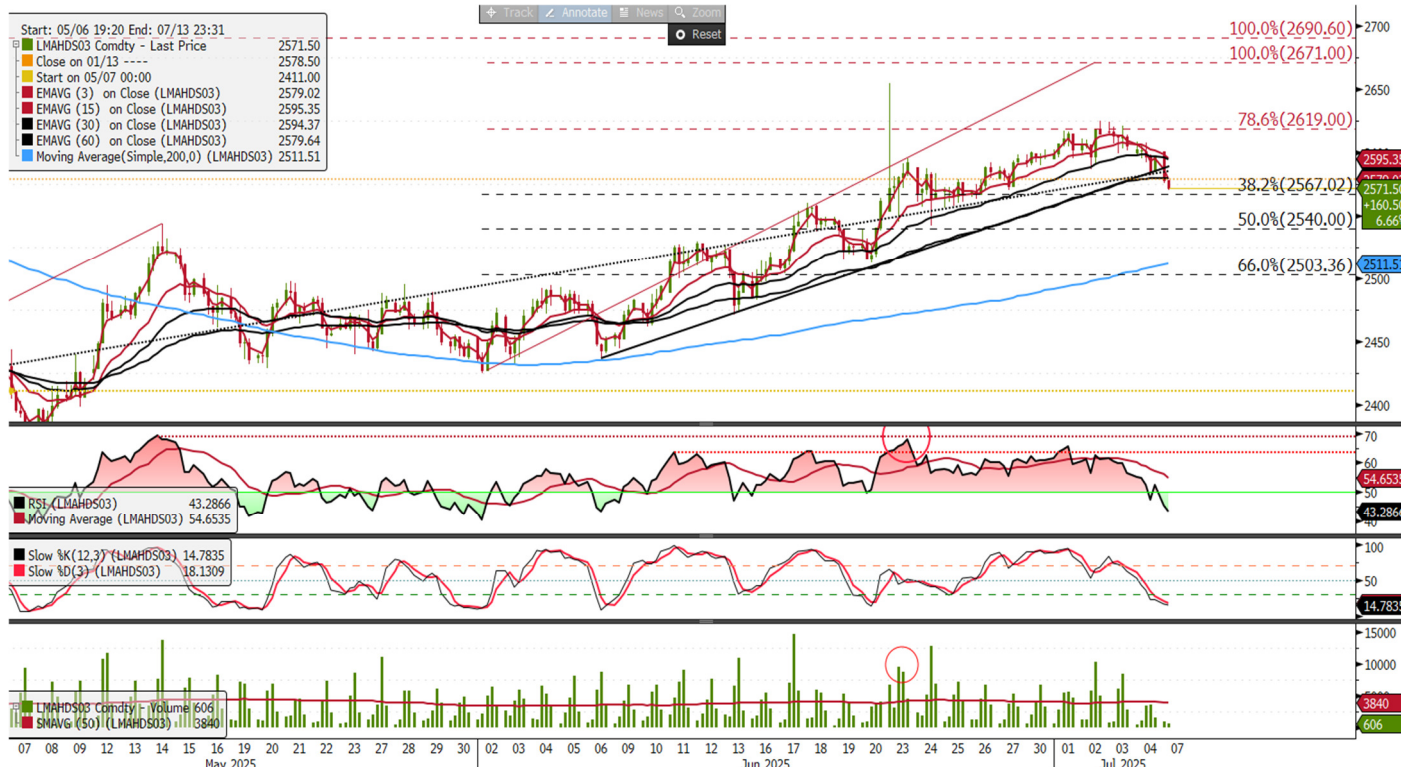 Track Annotate News Zoom
Reset
Start: 05/06 19:20 End: 07/13 23:31
LMAHDS03 Comdty - Last Price 2571.50
Close on 01/13 ---- 2578.50
Start on 05/07 00:00 2411.00
EMAVG (3) on Close (LMAHDS03) 2579.02
EMAVG (15) on Close (LMAHDS03) 2595.35
EMAVG (30) on Close (LMAHDS03) 2594.37
EMAVG (60) on Close (LMAHDS03) 2579.64
Moving Average(Simple,200,0) (LMAHDS03) 2511.51
100.0%(2690.60)
100.0%(2671.00)
78.6%(2619.00)
38.2%(2567.02)
50.0%(2540.00)
66.0%(2503.36)
2700
2650
2595.35
2571.50
+160.50
6.66%
2511.51
2500
2450
2400
RSI (LMAHDS03) 43.2866
Moving Average (LMAHDS03) 54.6535
70
60
54.6535
50
43.2866
40
Slow %K(12,3) (LMAHDS03) 14.7835
Slow %D(3) (LMAHDS03) 18.1309
100
50
14.7835
LMAHDS03 Comdty - Volume 606
SMAVG (50) (LMAHDS03) 3840
15000
10000
3840
606
07 08 09 12 13 14 15 16 19 20 21 22 23 27 28 29 30 02 03 04 05 06 09 10 11 12 13 16 17 18 19 20 23 24 25 26 27 30 01 02 03 04 07
May 2025 Jun 2025 Jul 2025